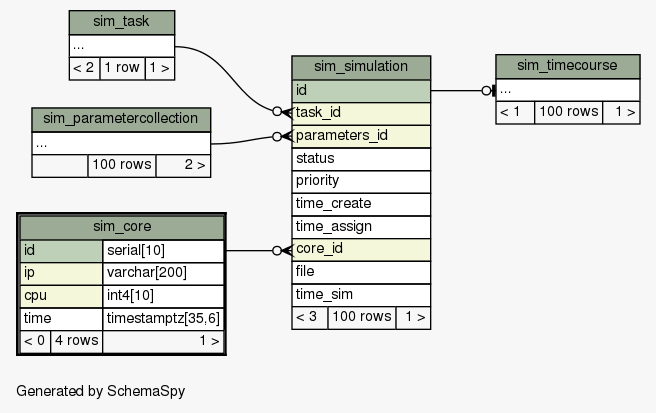 sim_task
...
< 2 1 row 1 >
sim_parametercollection
...
100 rows 2 >
sim_core
id serial[10]
ip varchar[200]
cpu int4[10]
time timestamptz[35,6]
< 0 4 rows 1 >
sim_simulation
id
task_id
parameters_id
status
priority
time_create
time_assign
core_id
file
time_sim
< 3 100 rows 1 >
sim_timecourse
...
< 1 100 rows 1 >
Generated by SchemaSpy